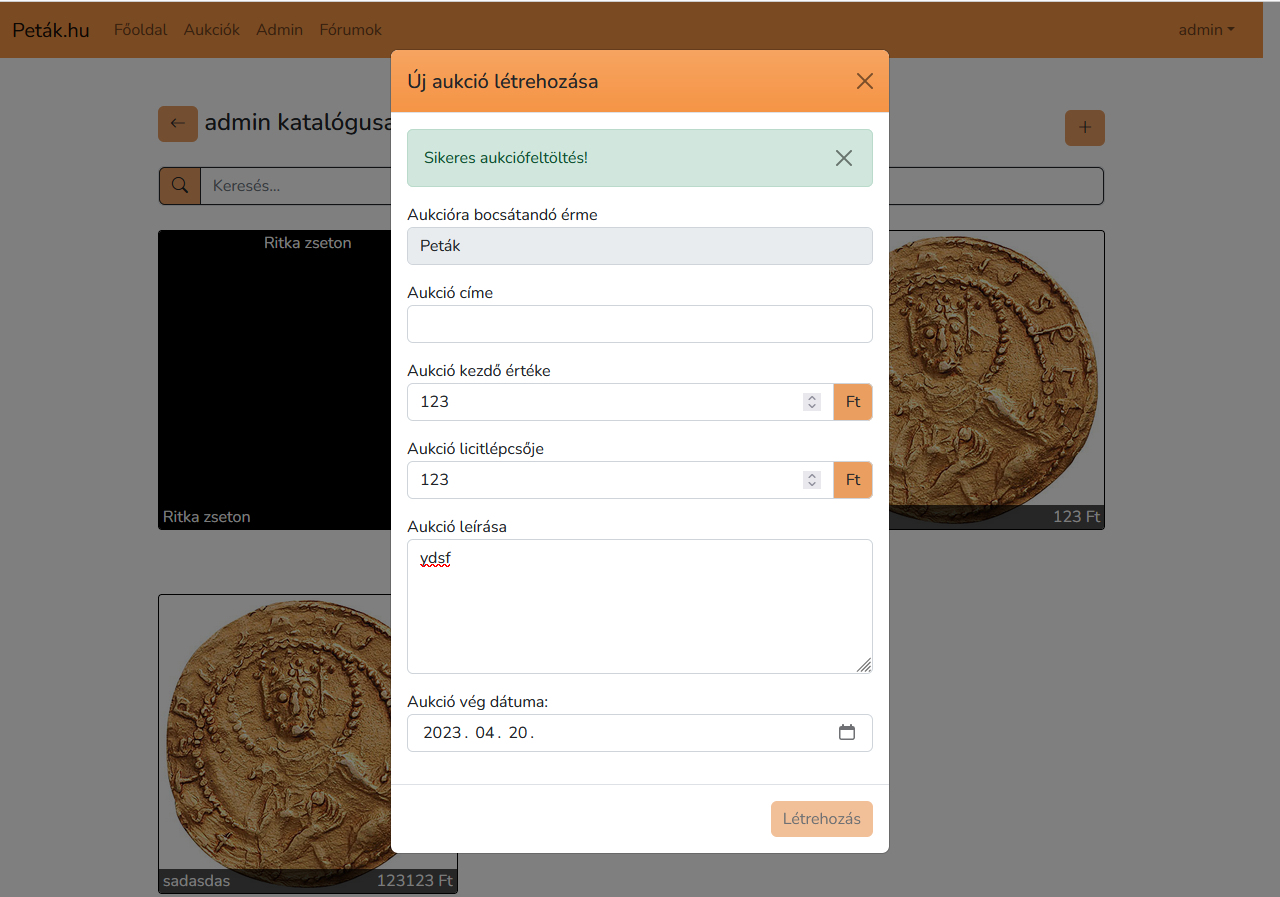 Peták.hu Főoldal Aukciók Admin Fórumok admin
admin katalógusa
Keresés...
Ritka zseton
Ritka zseton
123 Ft
sadasdas 123123 Ft
Új aukció létrehozása
Sikeres aukciófeltöltés!
Aukcióra bocsátandó érme
Peták
Aukció címe
Aukció kezdő értéke
123 Ft
Aukció licitlépcsője
123 Ft
Aukció leírása
ydsf
Aukció vég dátuma:
2023. 04. 20.
Létrehozás